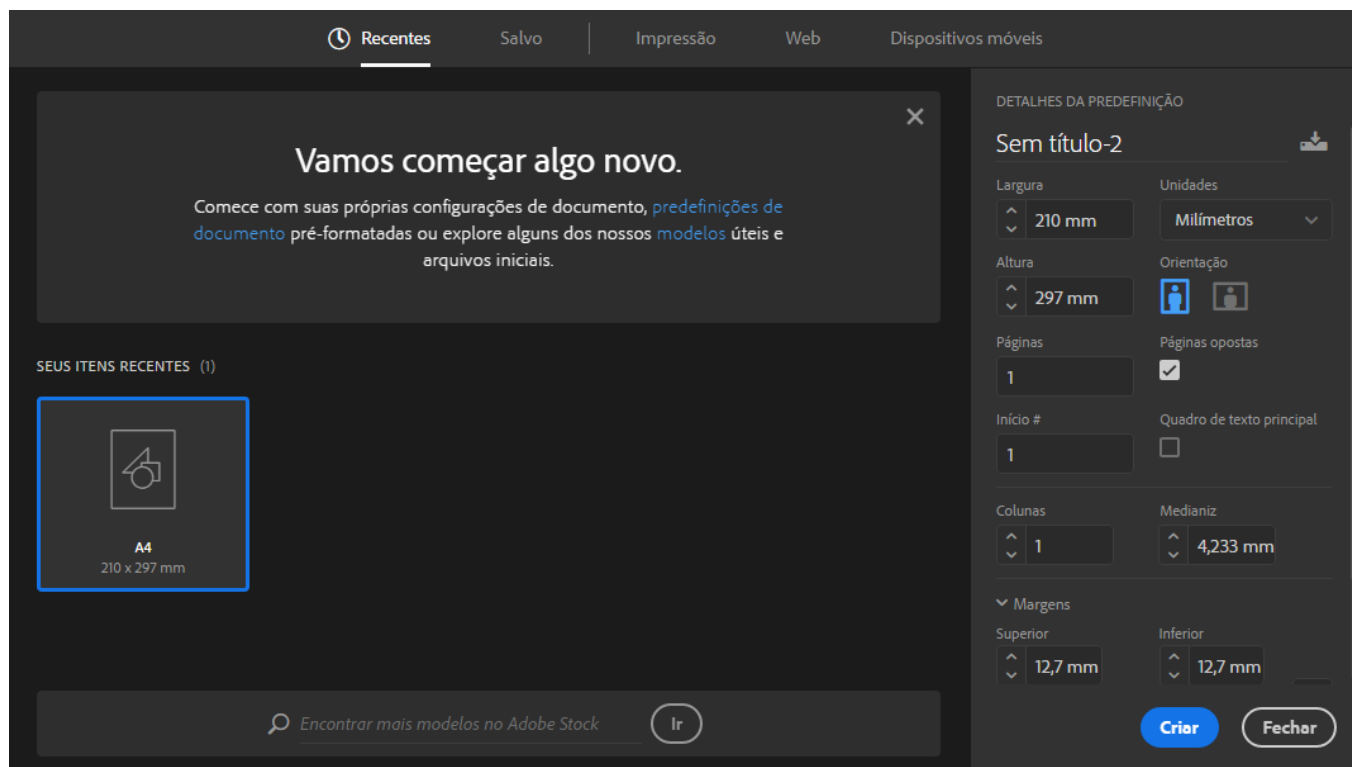 Recentes Salvo Impressão Web Dispositivos móveis
Vamos começar algo novo.
Comece com suas próprias configurações de documento, predefinições de
documento pré-formatadas ou explore alguns dos nossos modelos úteis e
arquivos iniciais.
SEUS ITENS RECENTES (1)
A4
210 x 297 mm
Encontrar mais modelos no Adobe Stock Ir
DETALHES DA PREDEFINIÇÃO
Sem título-2
Largura Unidades
210 mm Milímetros
Altura Orientação
297 mm
Páginas Páginas opostas
1
Início # Quadro de texto principal
1
Colunas Medianiz
1 4,233 mm
Margens
Superior Inferior
12,7 mm 12,7 mm
Criar Fechar